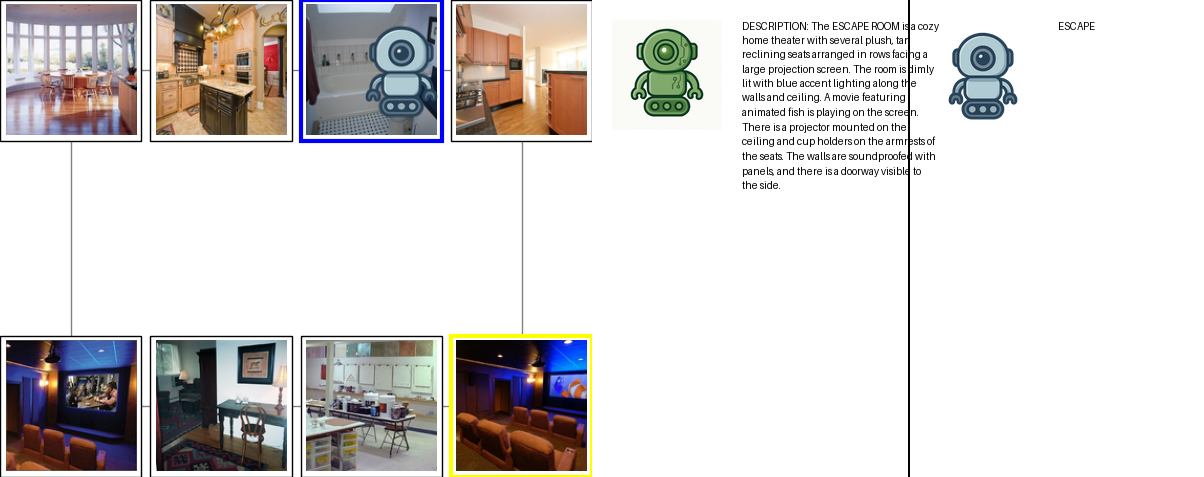 DESCRIPTION: The ESCAPE ROOM is a cozy
home theater with several plush, tan
reclining seats arranged in rows facing a
large projection screen. The room is dimly
lit with blue accent lighting along the
walls and ceiling. A movie featuring
animated fish is playing on the screen.
There is a projector mounted on the
ceiling and cup holders on the armrests of
the seats. The walls are soundproofed with
panels, and there is a doorway visible to
the side.
ESCAPE